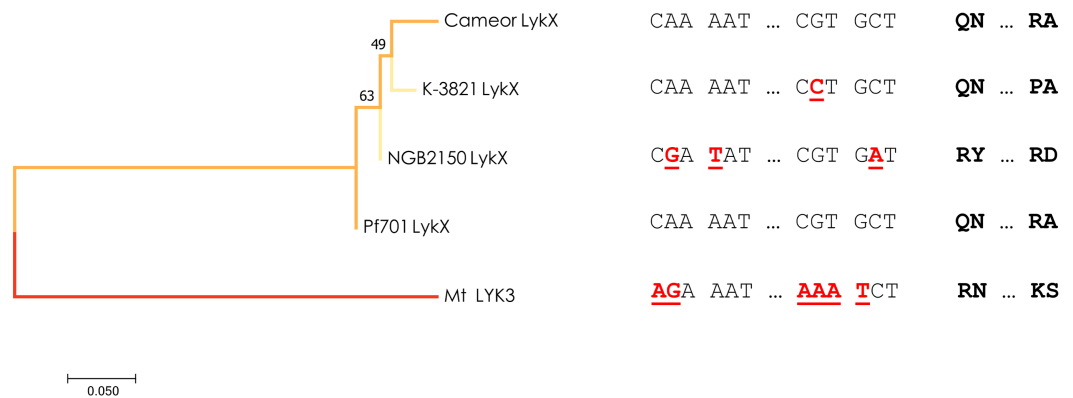 Cameor LykX CAA AAT ... CGT GCT QN ... RA
49
K-3821 LykX CAA AAT ... CCT GCT QN ... PA
63
NGB2150 LykX CGA TAT ... CGT GAT RY ... RD
Pf701 LykX CAA AAT ... CGT GCT QN ... RA
Mt LYK3 AGA AAT ... AAA TCT RN ... KS
0.050